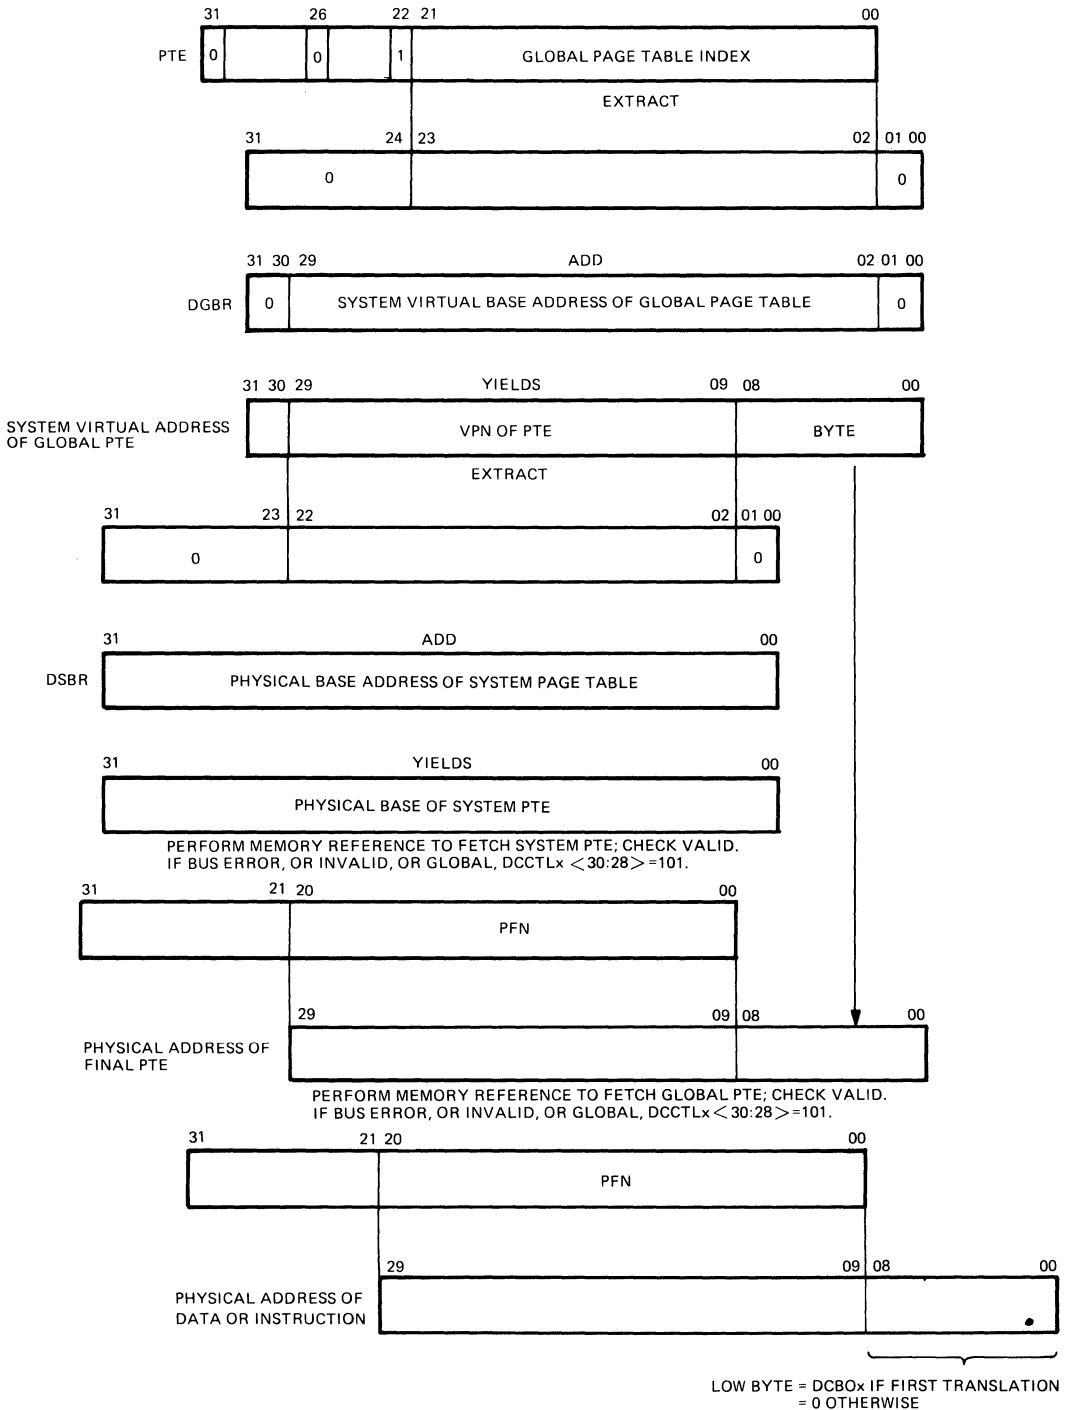 31 26 22 21 00
PTE 0 0 1 GLOBAL PAGE TABLE INDEX
EXTRACT
31 24 23 02 01 00
0 0
31 30 29 ADD 02 01 00
DGBR 0 SYSTEM VIRTUAL BASE ADDRESS OF GLOBAL PAGE TABLE 0
31 30 29 YIELDS 09 08 00
SYSTEM VIRTUAL ADDRESS
OF GLOBAL PTE
VPN OF PTE BYTE
EXTRACT
31 23 22 02 01 00
0 0
31 ADD 00
DSBR PHYSICAL BASE ADDRESS OF SYSTEM PAGE TABLE
31 YIELDS 00
PHYSICAL BASE OF SYSTEM PTE
PERFORM MEMORY REFERENCE TO FETCH SYSTEM PTE; CHECK VALID.
IF BUS ERROR, OR INVALID, OR GLOBAL, DCCTLx <30:28> =101.
31 21 20 00
PFN
29 09 08 00
PHYSICAL ADDRESS OF
FINAL PTE
PERFORM MEMORY REFERENCE TO FETCH GLOBAL PTE; CHECK VALID.
IF BUS ERROR, OR INVALID, OR GLOBAL, DCCTLx <30:28> =101.
31 21 20 00
PFN
29 09 08 00
PHYSICAL ADDRESS OF
DATA OR INSTRUCTION
LOW BYTE = DCBOx IF FIRST TRANSLATION
= 0 OTHERWISE